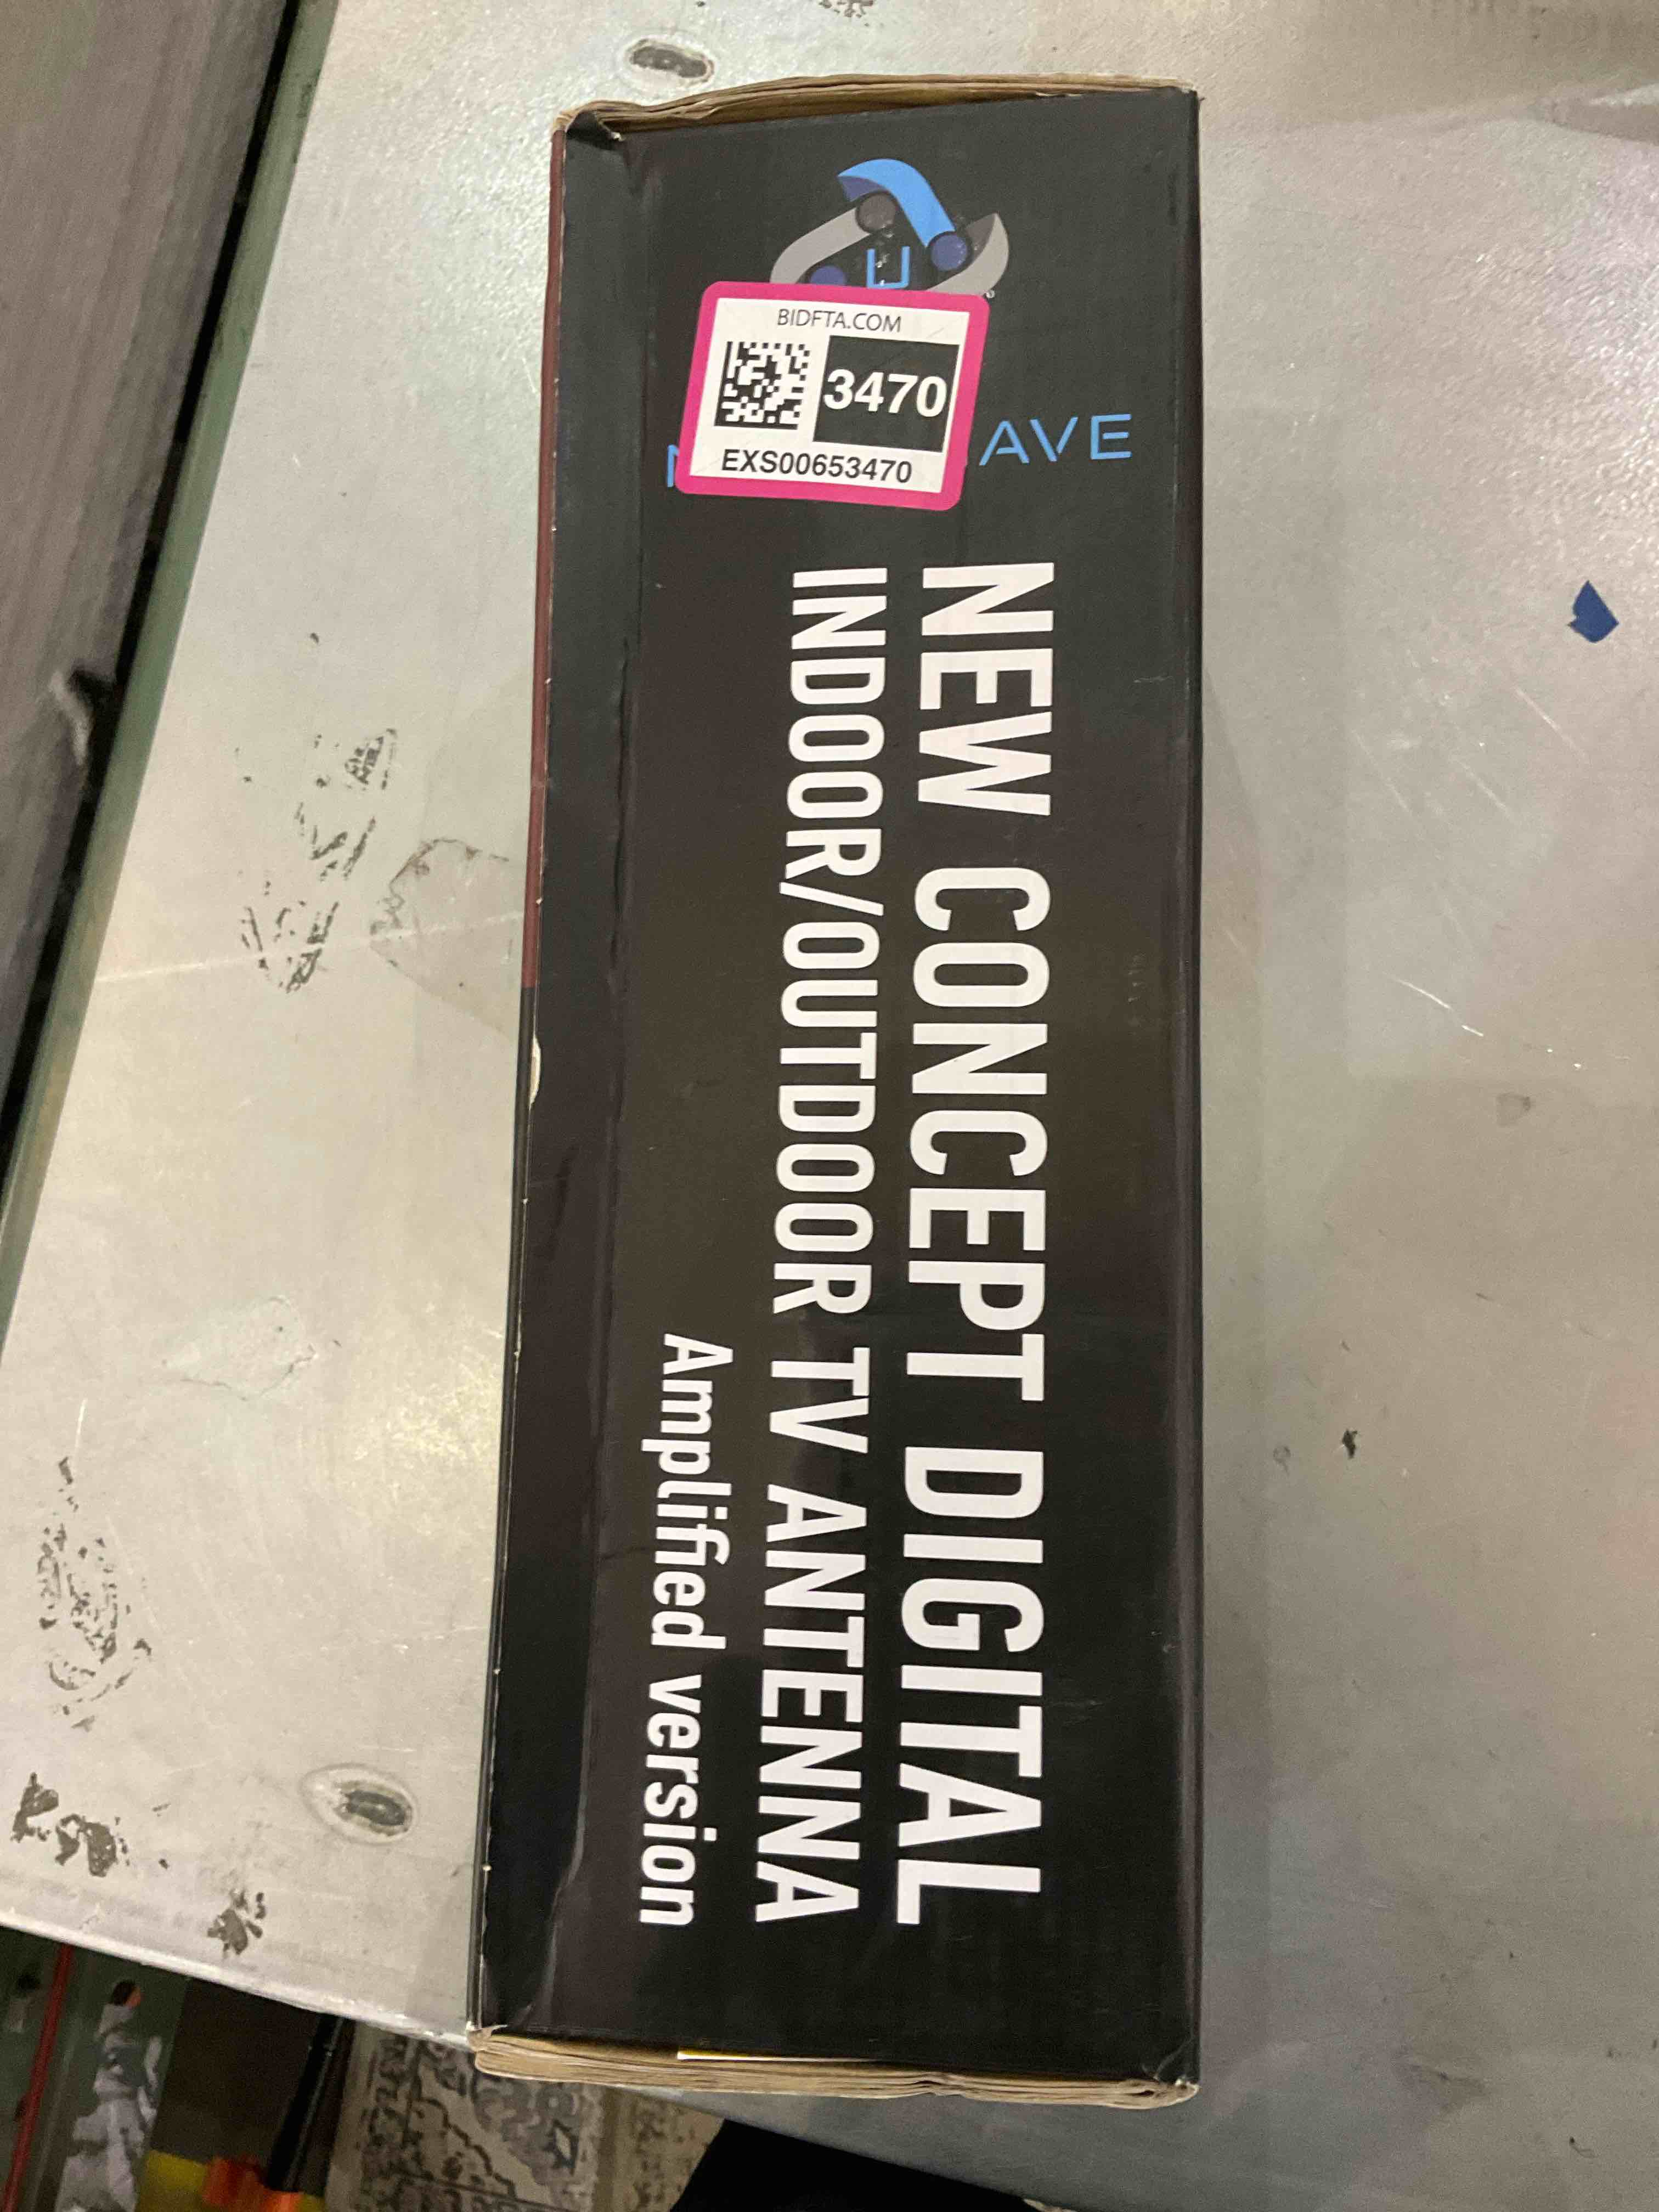 BIDFTA.COM
3470
EXS00653470
AVE
NEW CONCEPT DIGITAL
INDOOR/OUTDOOR TV ANTENNA
Amplified version